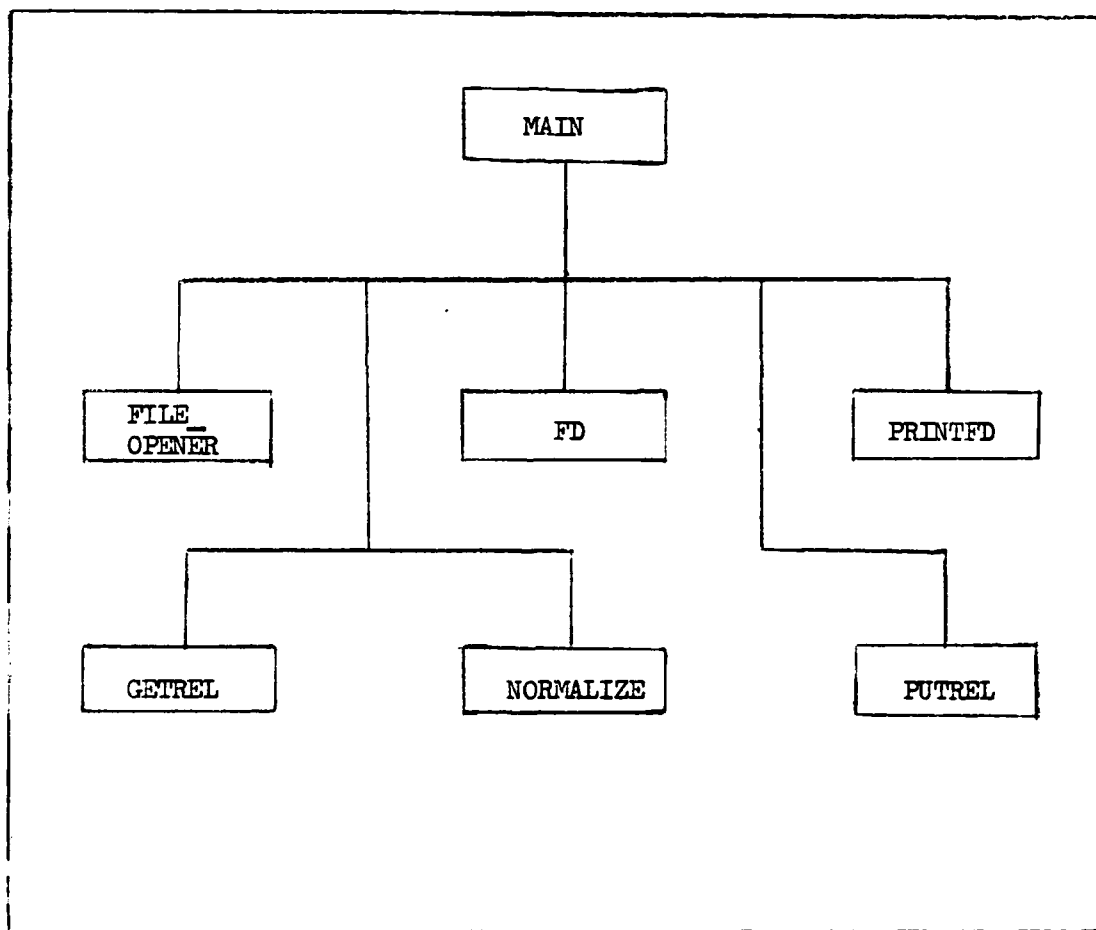 MAIN
FILE_
OPENER
FD
PRINTFD
GETREL
NORMALIZE
PUTREL